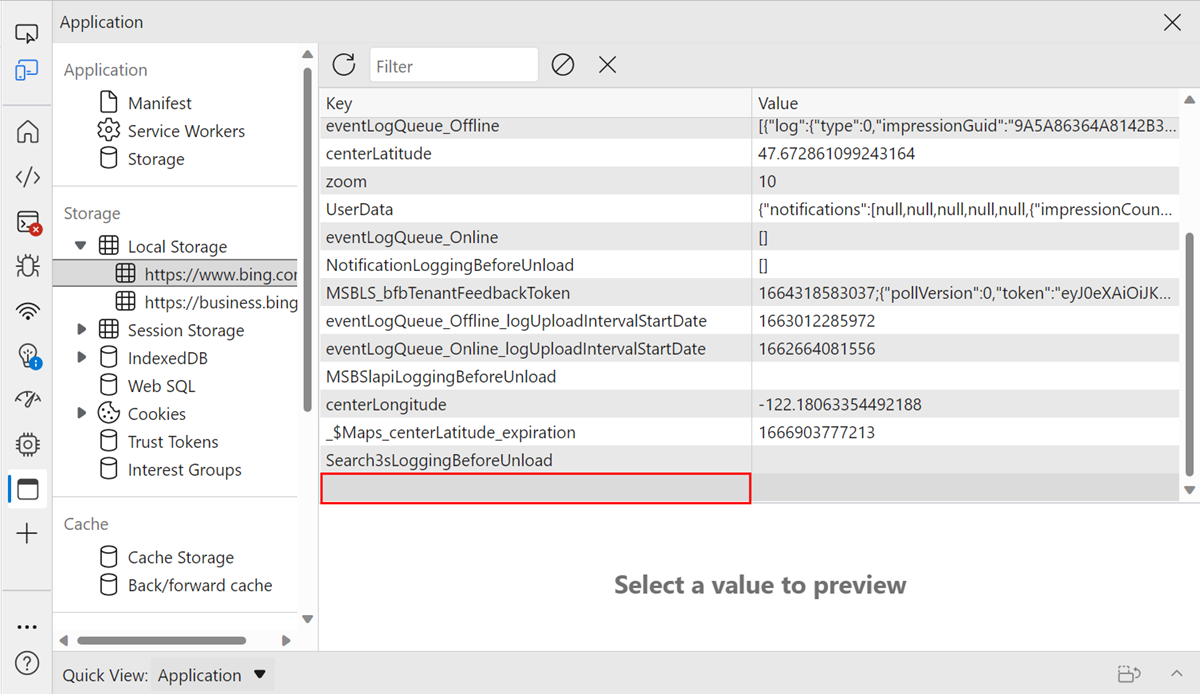 Application
Application
Manifest
Service Workers
Storage
Storage
Local Storage
https://www.bing.cor
https://business.bing
Session Storage
IndexedDB
Web SQL
Cookies
Trust Tokens
Interest Groups
Cache
Cache Storage
Back/forward cache
Filter
Key Value
eventLogQueue_Offline [{"log":{"type":0,"impressionGuid":"9A5A86364A8142B3...
centerLatitude 47.672861099243164
zoom 10
UserData {"notifications":[null,null,null,null,null,{"impressionCoun...
eventLogQueue_Online []
NotificationLoggingBeforeUnload []
MSBLS_bfbTenantFeedbackToken 1664318583037;{"pollVersion":0,"token":"eyJ0eXAiOiJK...
eventLogQueue_Offline_logUploadIntervalStartDate 1663012285972
eventLogQueue_Online_logUploadIntervalStartDate 1662664081556
MSBSlapiLoggingBeforeUnload
centerLongitude -122.18063354492188
_$Maps_centerLatitude_expiration 1666903777213
Search3sLoggingBeforeUnload
Select a value to preview
Quick View: Application